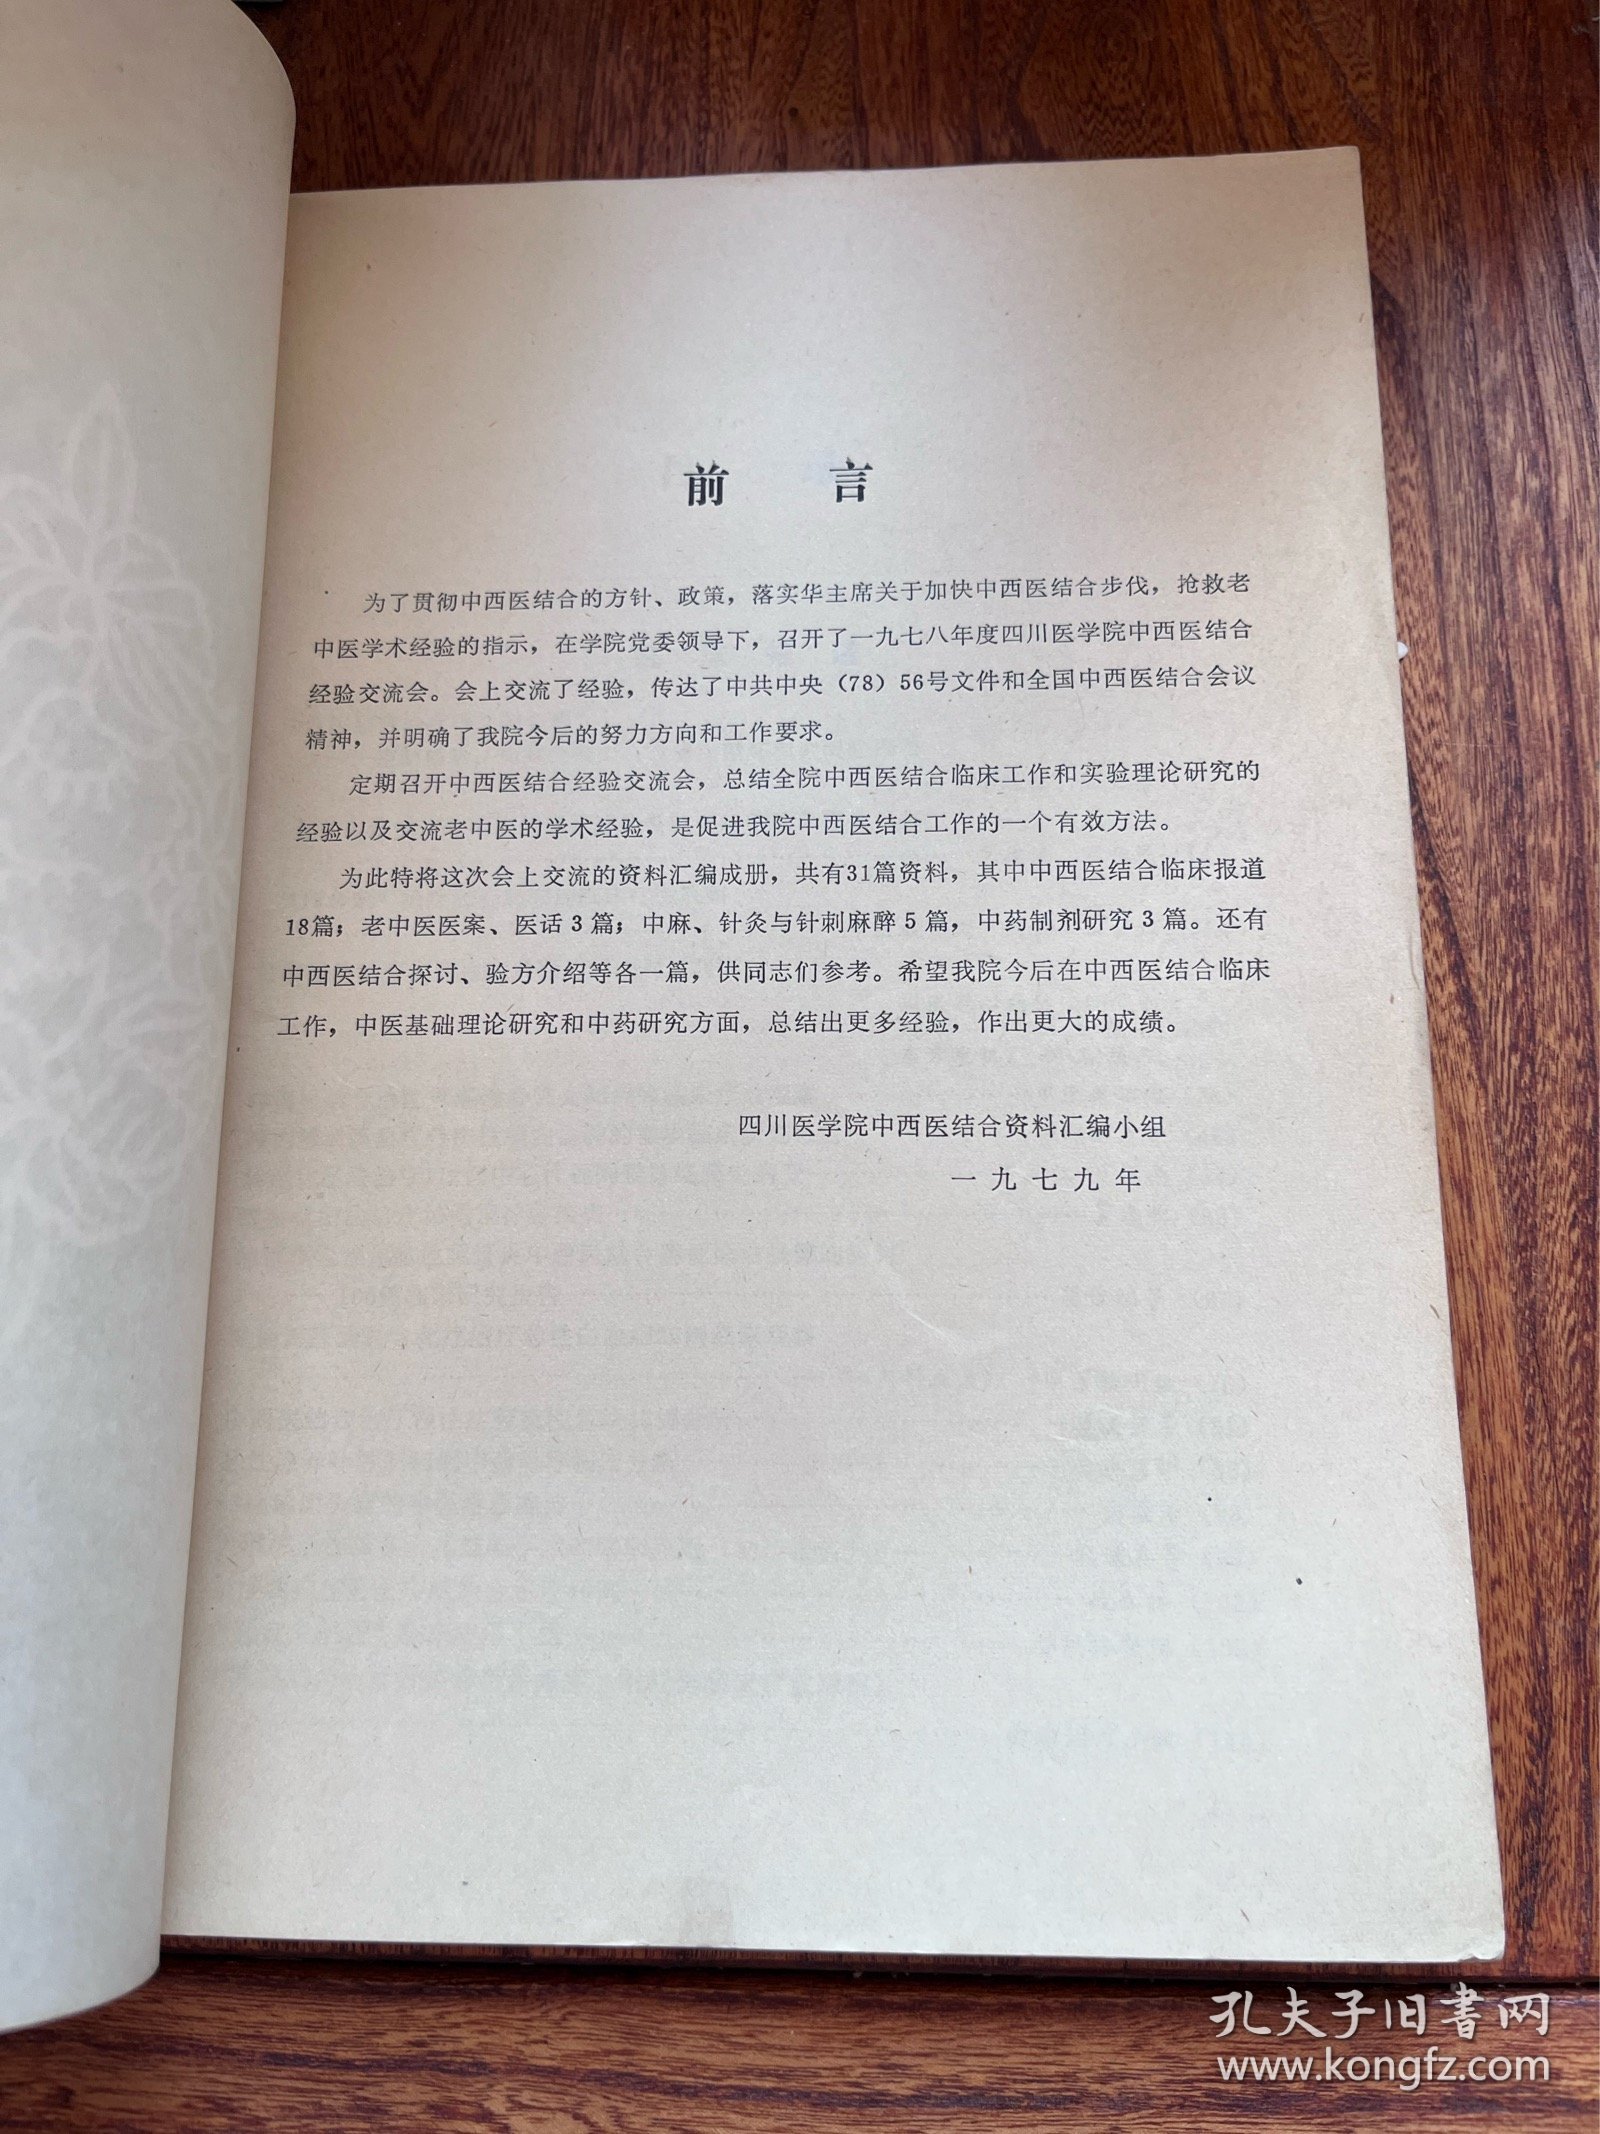 前言
为了贯彻中西医结合的方针、政策，落实华主席关于加快中西医结合步伐，抢救老
中医学术经验的指示，在学院党委领导下，召开了一九七八年度四川医学院中西医结合
经验交流会。会上交流了经验，传达了中共中央（78）56号文件和全国中西医结合会议
精神，并明确了我院今后的努力方向和工作要求。
定期召开中西医结合经验交流会，总结全院中西医结合临床工作和实验理论研究的
经验以及交流老中医的学术经验，是促进我院中西医结合工作的一个有效方法。
为此特将这次会上交流的资料汇编成册，共有31篇资料，其中中西医结合临床报道
18篇；老中医医案、医话3篇；中麻、针灸与针刺麻醉5篇，中药制剂研究3篇。还有
中西医结合探讨、验方介绍等各一篇，供同志们参考。希望我院今后在中西医结合临床
工作，中医基础理论研究和中药研究方面，总结出更多经验，作出更大的成绩。
四川医学院中西医结合资料汇编小组
一九七九年
孔夫子旧书网
www.kongfz.com